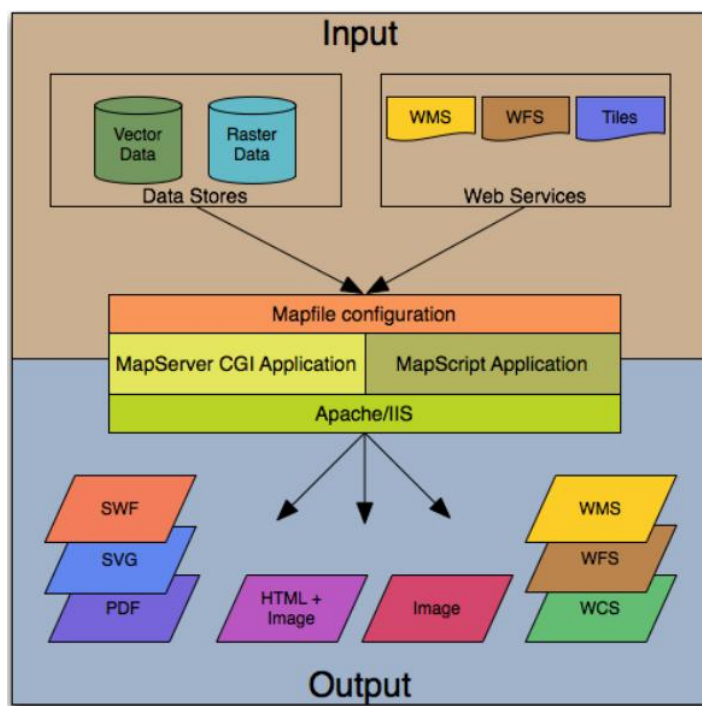 Input
Vector
Data
Raster
Data
Data Stores
WMS
WFS
Tiles
Web Services
Mapfile configuration
MapServer CGI Application
MapScript Application
Apache/IIS
SWF
SVG
PDF
HTML +
Image
Image
WMS
WFS
WCS
Output